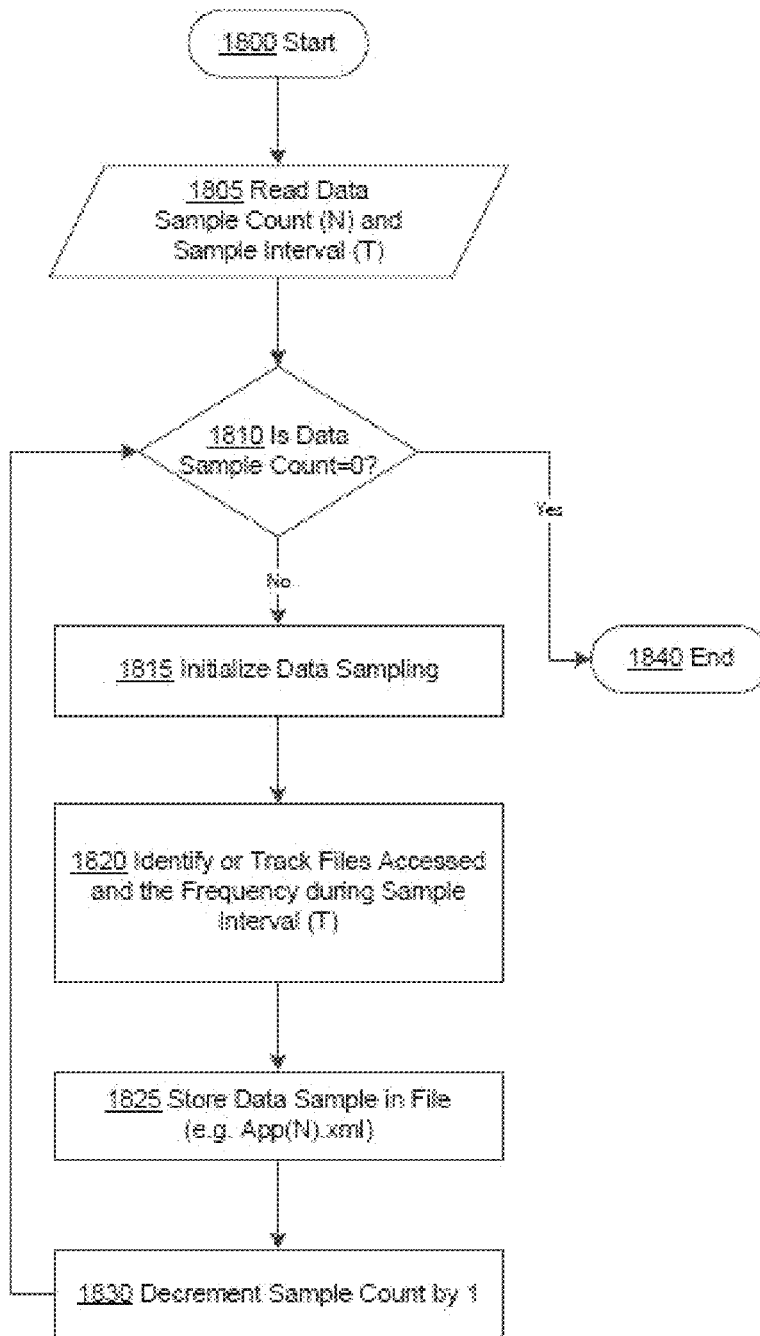 1800 Start
1805 Read Data
Sample Count (N) and
Sample Interval (T)
1810 Is Data
Sample Count=0?
Yes
No
1815 Initialize Data Sampling
1840 End
1820 Identify or Track Files Accessed
and the Frequency during Sample
Interval (T)
1825 Store Data Sample in File
(e.g. App(N).xml)
1830 Decrement Sample Count by 1